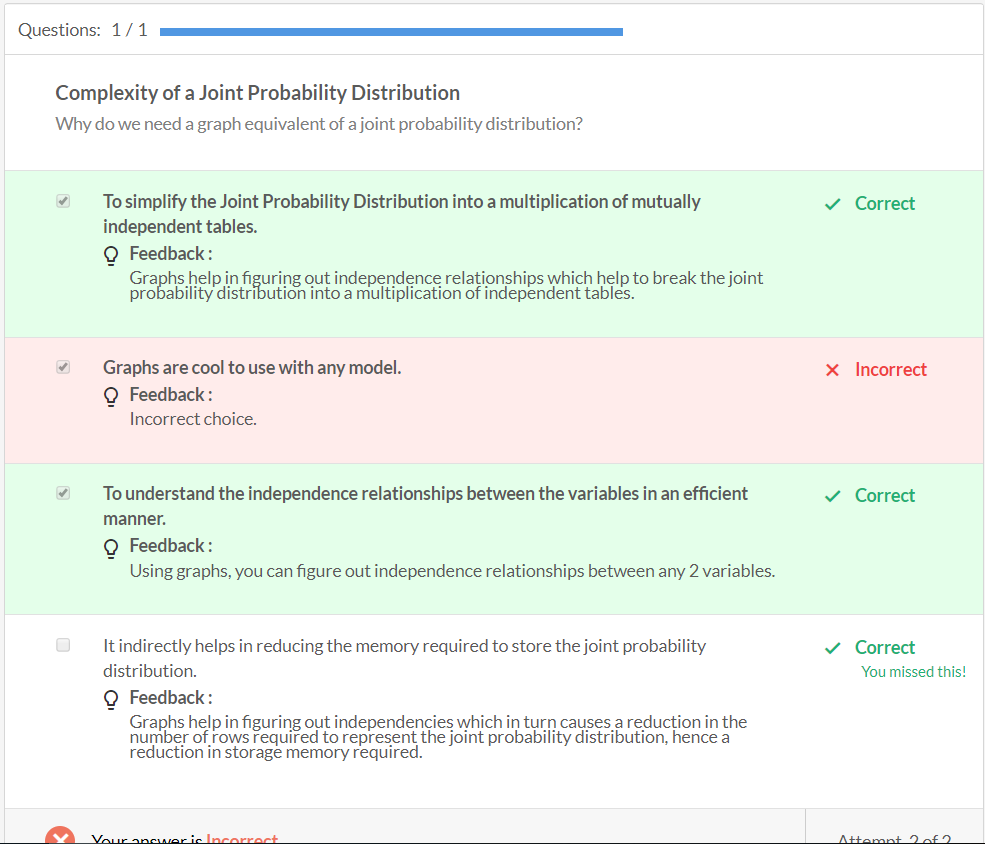 Questions: 1 / 1
Complexity of a Joint Probability Distribution
Why do we need a graph equivalent of a joint probability distribution?
To simplify the Joint Probability Distribution into a multiplication of mutually
independent tables.
Correct
Feedback :
Graphs help in figuring out independence relationships which help to break the joint
probability distribution into a multiplication of independent tables.
Graphs are cool to use with any model.
Incorrect
Feedback :
Incorrect choice.
To understand the independence relationships between the variables in an efficient
manner.
Correct
Feedback :
Using graphs, you can figure out independence relationships between any 2 variables.
It indirectly helps in reducing the memory required to store the joint probability
distribution.
Correct
You missed this!
Feedback :
Graphs help in figuring out independencies which in turn causes a reduction in the
number of rows required to represent the joint probability distribution, hence a
reduction in storage memory required.
Your answer is Incorrect
Attempt 2 of 2